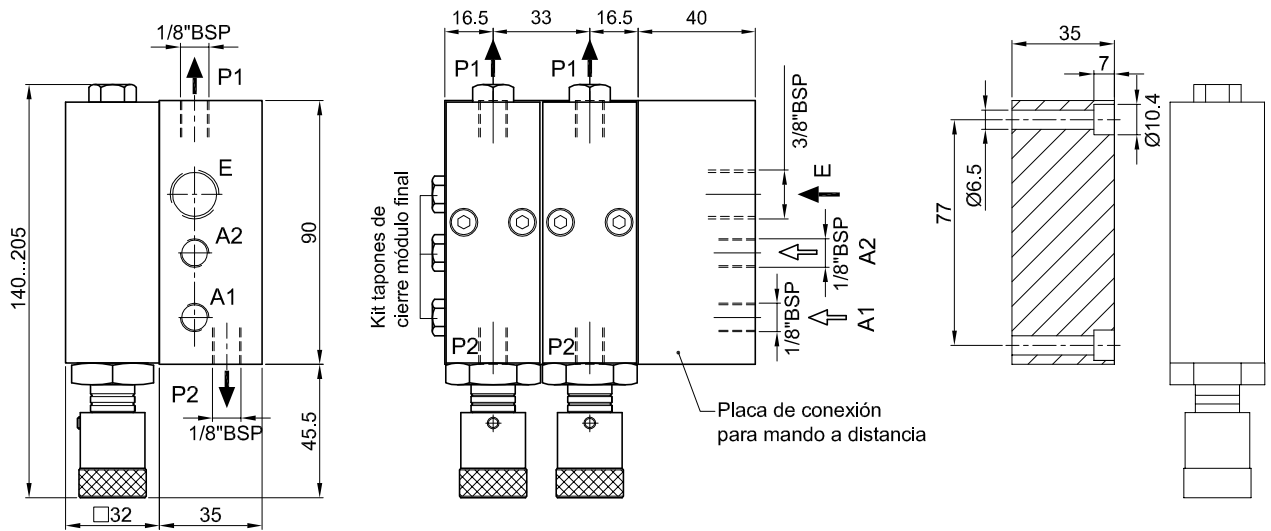 1/8"BSP
P1
E
A2
A1
P2
1/8"BSP
140...205
90
45.5
□32
35
16.5
33
16.5
40
P1
P1
3/8"BSP
E
1/8"BSP
A2
1/8"BSP
A1
Kit tapones de
cierre módulo final
P2
P2
Placa de conexión
para mando a distancia
35
7
Ø10.4
Ø6.5
77